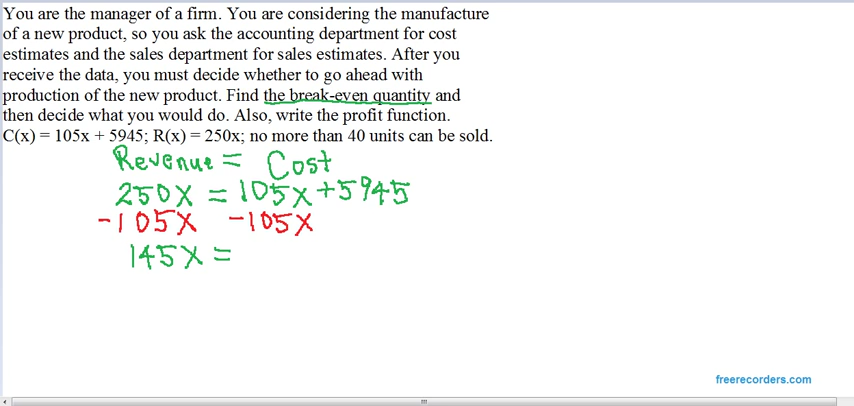 You are the manager of a firm. You are considering the manufacture
of a new product, so you ask the accounting department for cost
estimates and the sales department for sales estimates. After you
receive the data, you must decide whether to go ahead with
production of the new product. Find the break-even quantity and
then decide what you would do. Also, write the profit function.
C(x) = 105x + 5945; R(x) = 250x; no more than 40 units can be sold.
Revenue = Cost
250x = 105x + 5945
-105x -105x
145x =
freerecorders.com